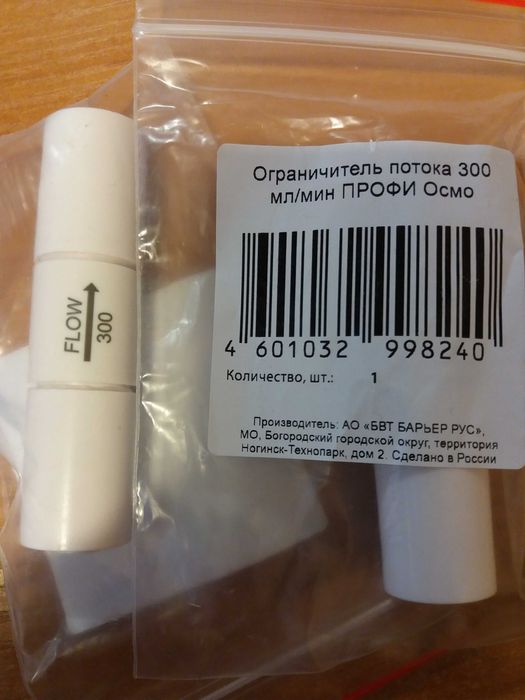 FLOW
300
Ограничитель потока 300
мл/мин ПРОФИ Осмо
4 601032 998240
Количество, шт.: 1
Производитель: АО «БВТ БАРЬЕР РУС»,
МО, Богородский городской округ, территория
Ногинск-Технопарк, дом 2. Сделано в России